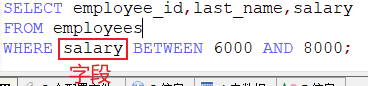 SELECT employee_id,last_name,salary
FROM employees
WHERE salary BETWEEN 6000 AND 8000;
字段